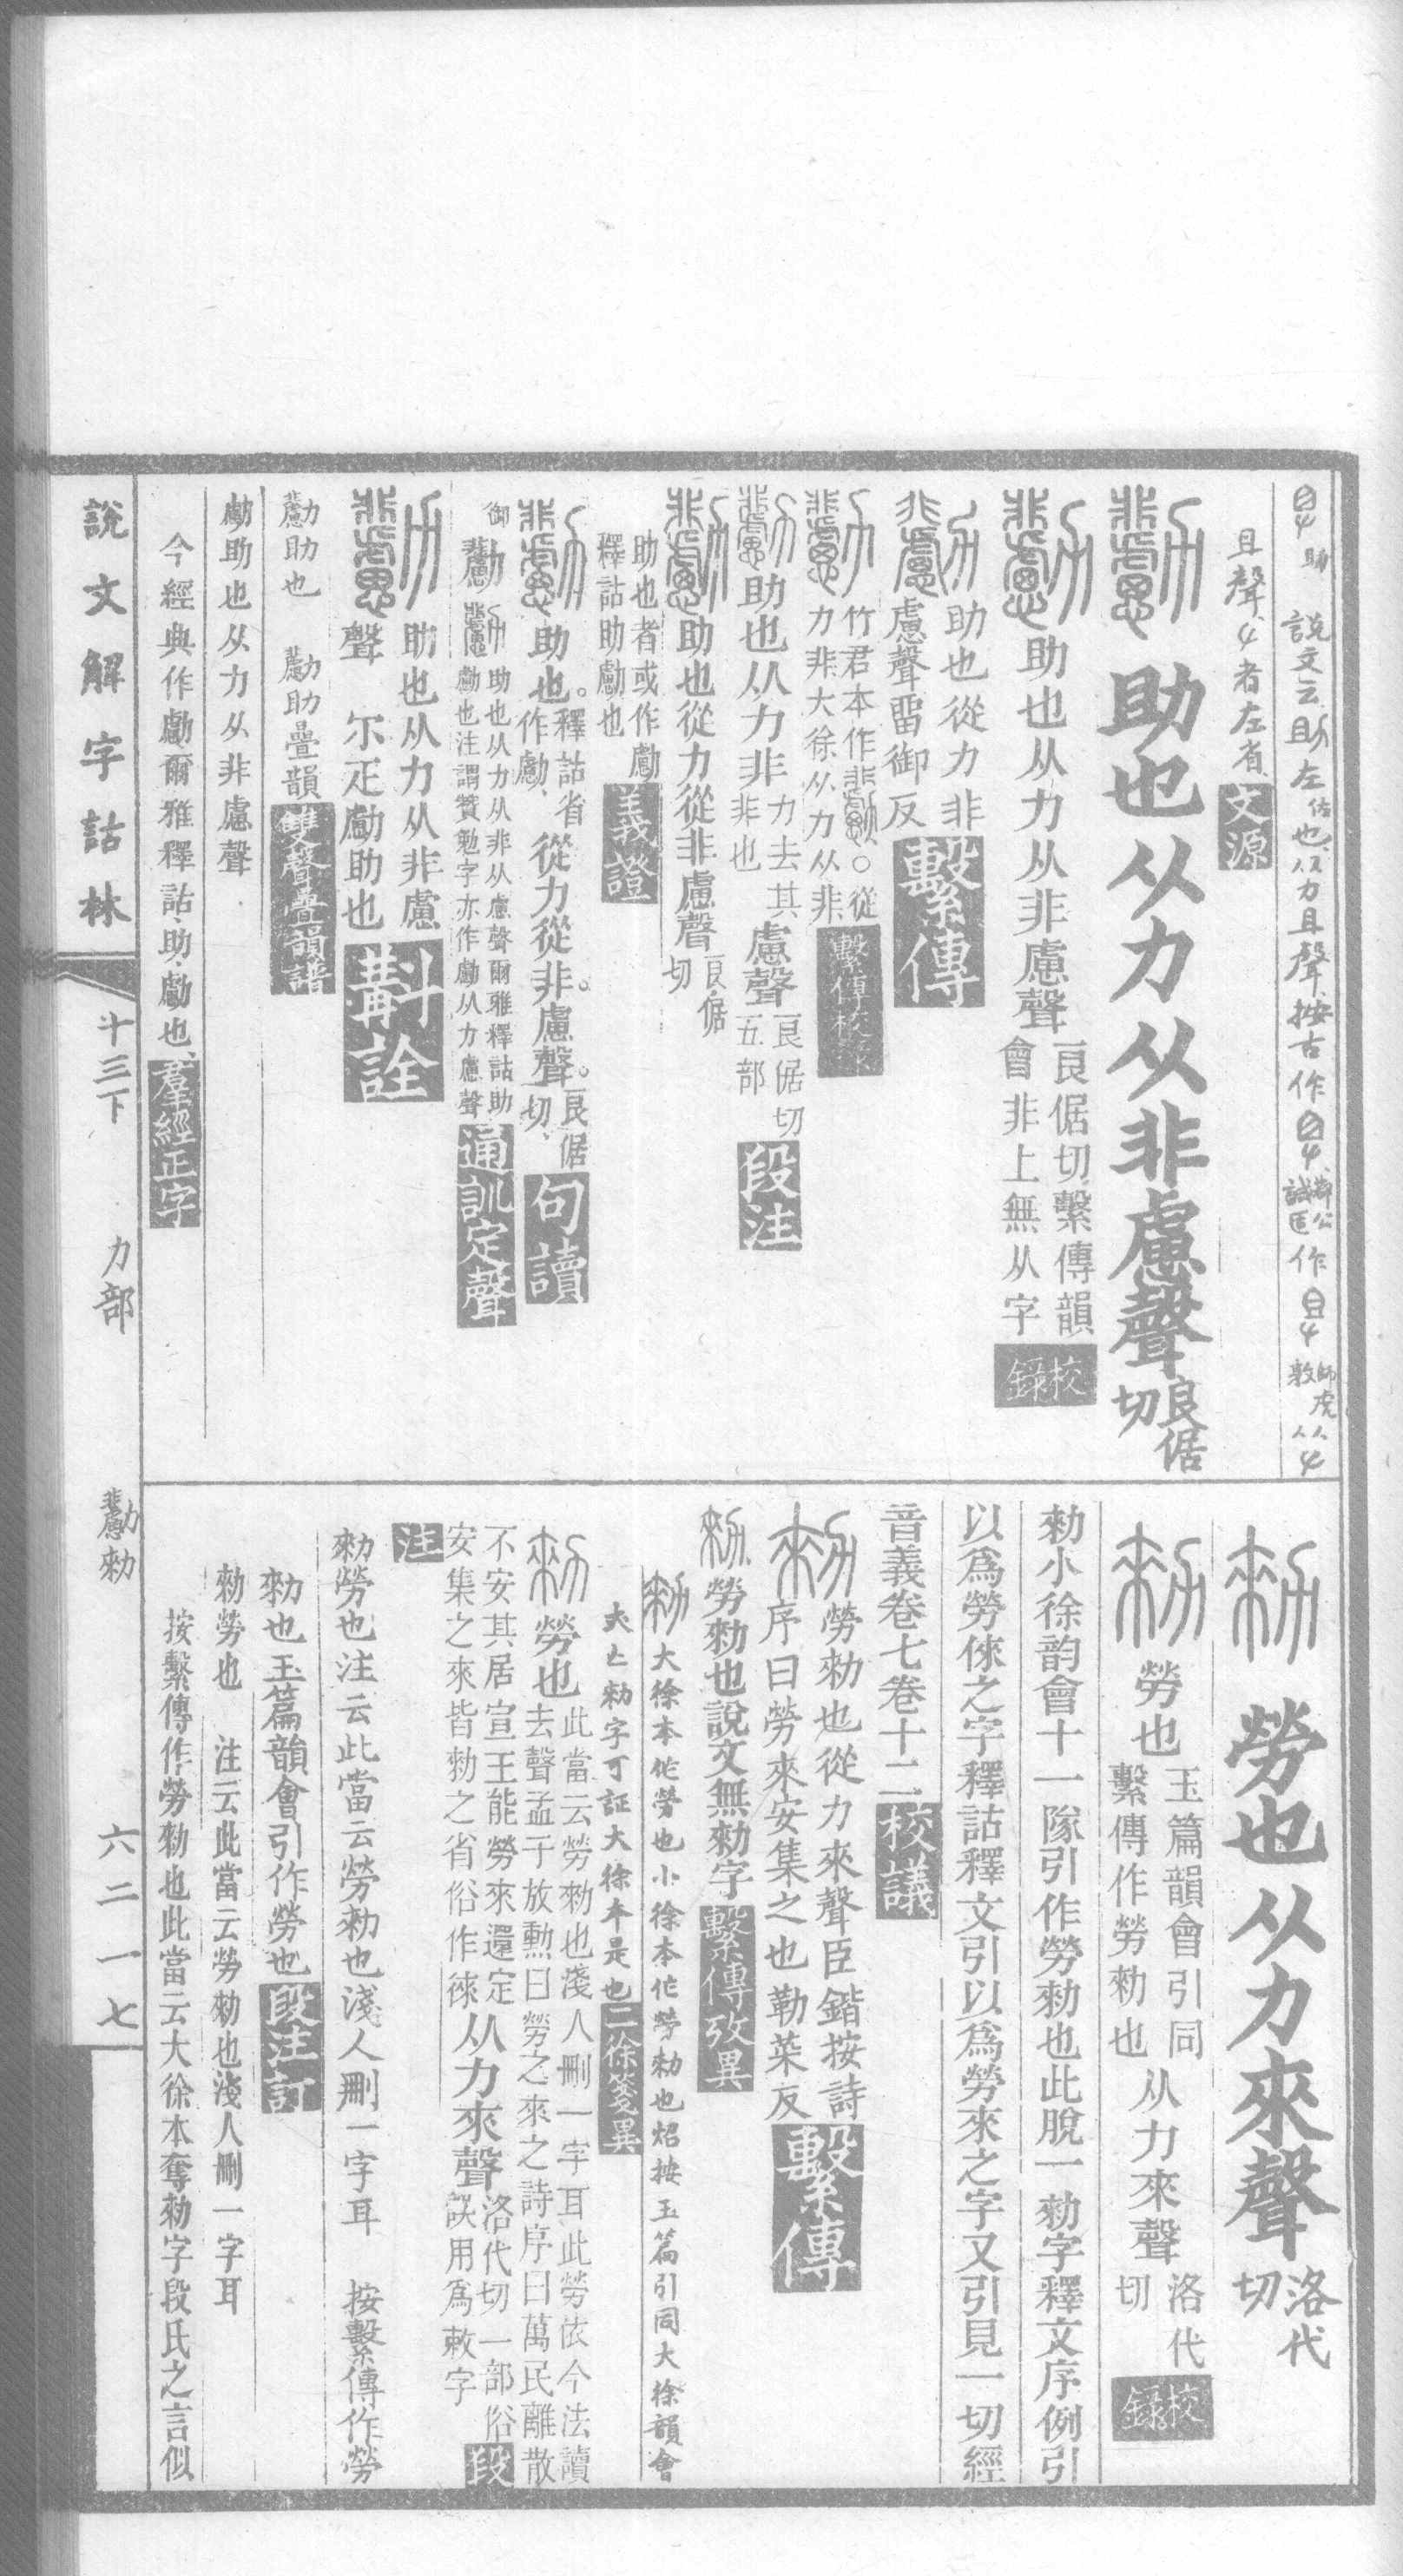 助 說文云助左也从力且聲按古作 作
且聲 者左省文源
助也从力从非慮聲良倨切
助也从力从非慮聲良倨切繫傳韻會非上無从字校錄
助也從力非慮聲畱御反繫傳
竹君本作 ○從力非大徐从力从非繫傳校錄
助也从力非力去其非也慮聲良倨切五部段注
助也從力從非慮聲良倨切
助也者或作勴釋詁助勴也義證
助也。釋詁省作勴、從力從非。慮聲。良倨切、句讀
御 助也从力从非从慮聲爾雅釋詁助勴也注謂贊勉字亦作勴从力慮聲通訓定聲
助也从力从非慮聲 尔疋勴助也斠詮
勴助也 勴助疊韻雙聲疊韻譜
勴助也从力从非慮聲
今經典作勴爾雅釋詁助勴也羣經正字
勑 勞也从力來聲洛代切
勑勞也玉篇韻會引同繫傳作勞勑也从力來聲洛代切校錄
勑小徐韵會十一隊引作勞勑也此脫一勑字釋文序例引
以爲勞倈之字釋詁釋文引以爲勞來之字又引見一切經
音義卷七卷十二校議
勑勞勑也從力來聲臣鍇按詩序曰勞來安集之也勒菜反繫傳
勑勞勑也說文無勑字繫傳攷異
勑大徐本作勞也小徐本作勞勑也炤按玉篇引同大徐韻會
夾亡勑字可証大徐本是也二徐箋異
勑勞也此當云勞勑也淺人刪一字耳此勞依今法讀去聲孟子放勳曰勞之來之詩序曰萬民離散
不安其居宣王能勞來還定安集之來皆勑之省俗作徠从力來聲洛代切一部俗誤用爲敕字段
注
勑勞也注云此當云勞勑也淺人刪一字耳 按繫傳作勞
勑也玉篇韻會引作勞也段注訂
勑勞也 注云此當云勞勑也淺人刪一字耳
按繫傳作勞勑也此當云大徐本奪勑字段氏之言似
說文解字詁林 十三下 力部 勑 六二一七